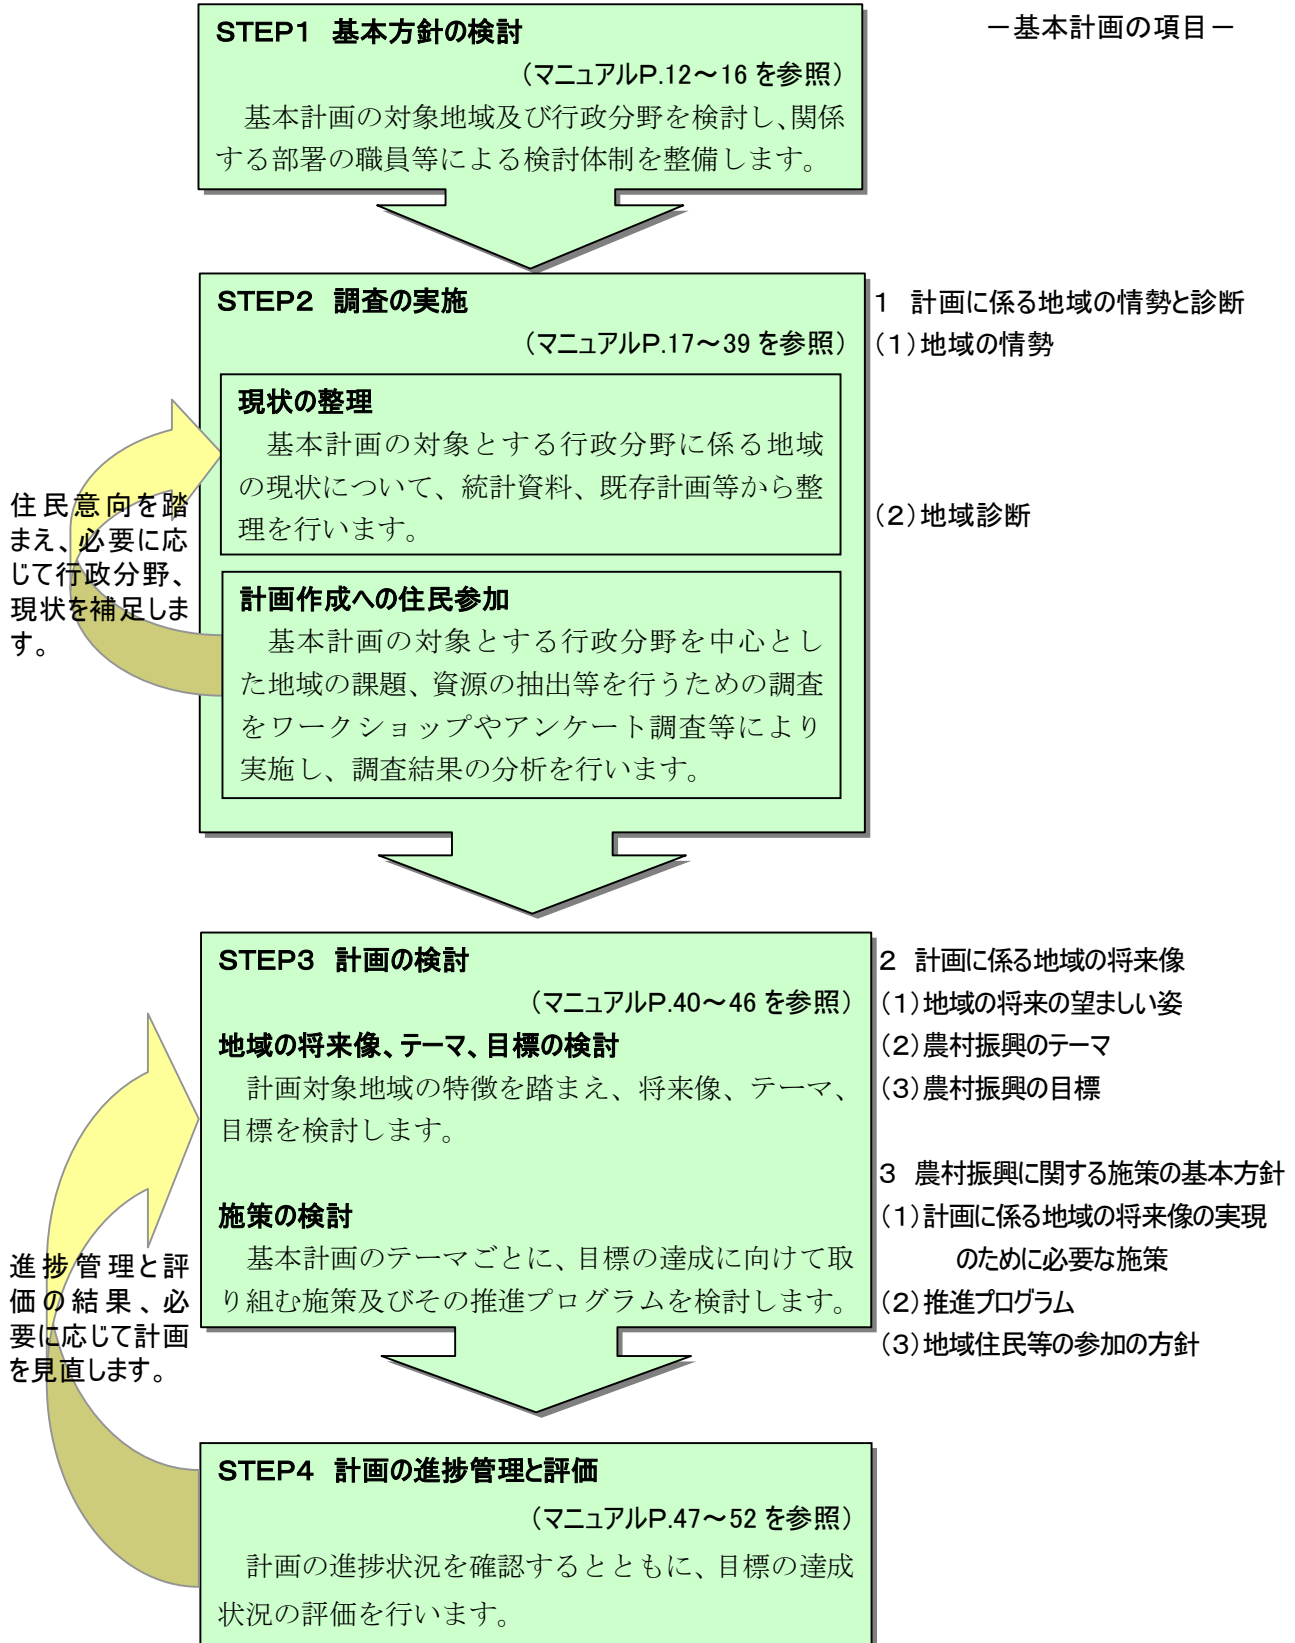 STEP1 基本方針の検討
－基本計画の項目－
（マニュアルP.12～16 を参照）
基本計画の対象地域及び行政分野を検討し、関係
する部署の職員等による検討体制を整備します。
STEP2 調査の実施
（マニュアルP.17～39 を参照）
1 計画に係る地域の情勢と診断
（1）地域の情勢
現状の整理
基本計画の対象とする行政分野に係る地域
の現状について、統計資料、既存計画等から整
理を行います。
（2）地域診断
住民意向を踏
まえ、必要に応
じて行政分野、
現状を補足しま
す。
計画作成への住民参加
基本計画の対象とする行政分野を中心とし
た地域の課題、資源の抽出等を行うための調査
をワークショップやアンケート調査等により
実施し、調査結果の分析を行います。
STEP3 計画の検討
（マニュアルP.40～46 を参照）
地域の将来像、テーマ、目標の検討
計画対象地域の特徴を踏まえ、将来像、テーマ、
目標を検討します。
施策の検討
基本計画のテーマごとに、目標の達成に向けて取
り組む施策及びその推進プログラムを検討します。
2 計画に係る地域の将来像
（1）地域の将来の望ましい姿
（2）農村振興のテーマ
（3）農村振興の目標
3 農村振興に関する施策の基本方針
（1）計画に係る地域の将来像の実現
のために必要な施策
（2）推進プログラム
（3）地域住民等の参加の方針
進捗管理と評
価の結果、必
要に応じて計画
を見直します。
STEP4 計画の進捗管理と評価
（マニュアルP.47～52 を参照）
計画の進捗状況を確認するとともに、目標の達成
状況の評価を行います。